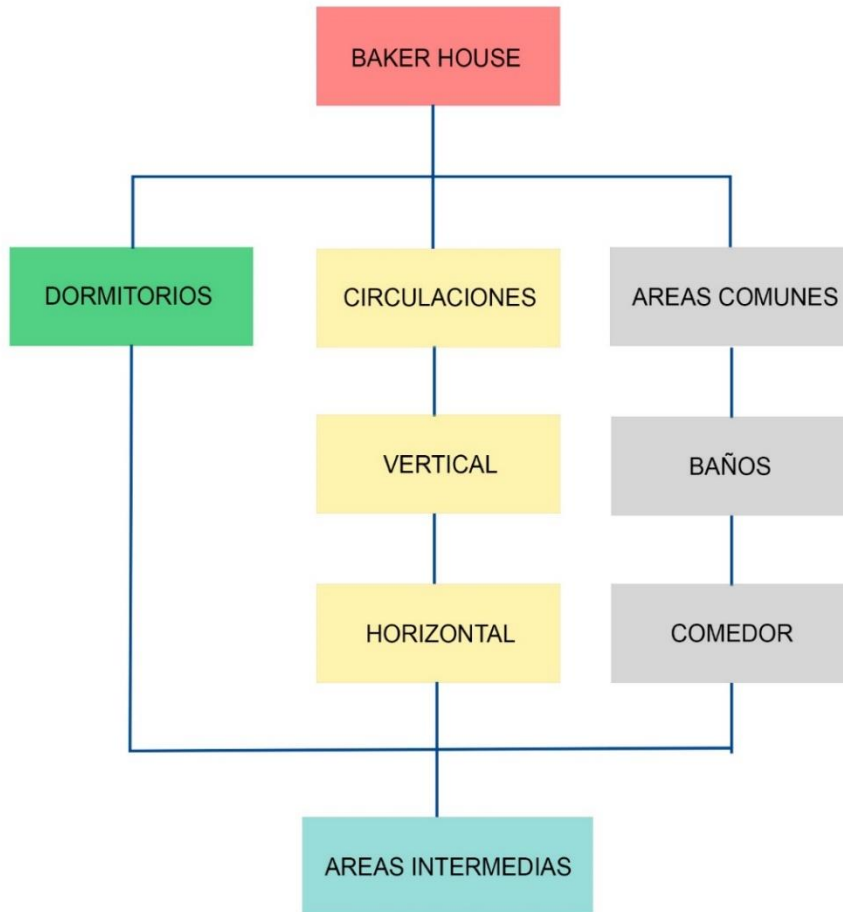 BAKER HOUSE
DORMITORIOS
CIRCULACIONES
AREAS COMUNES
VERTICAL
BAÑOS
HORIZONTAL
COMEDOR
AREAS INTERMEDIAS